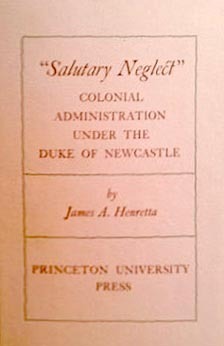 "Salutary Neglect"
COLONIAL
ADMINISTRATION
UNDER THE
DUKE OF NEWCASTLE
by
James A. Henretta
PRINCETON UNIVERSITY
PRESS